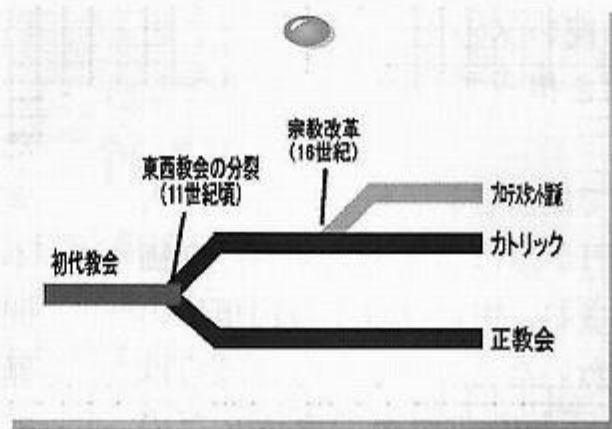 宗教改革
(16世紀)
東西教会の分裂
(11世紀頃)
プロテスタント諸派
初代教会
カトリック
正教会